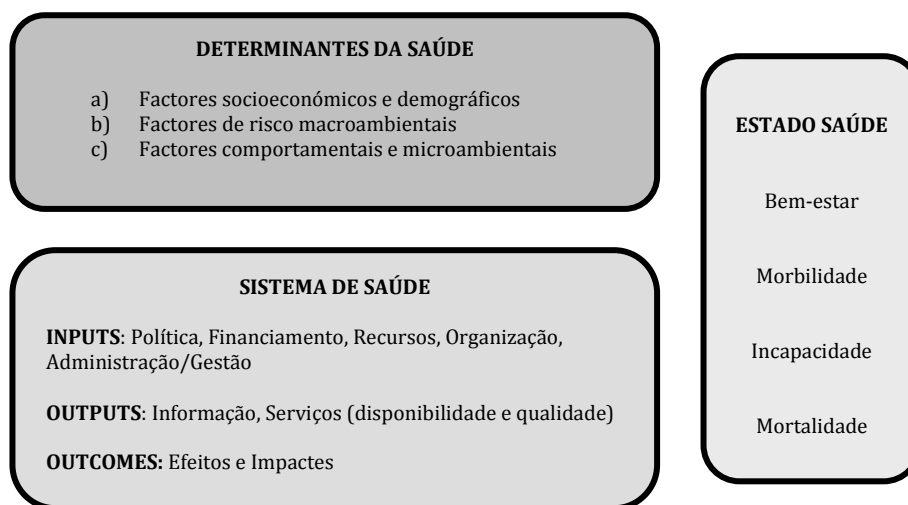 DETERMINANTES DA SAÚDE
a) Factores socioeconómicos e demográficos
b) Factores de risco macroambientais
c) Factores comportamentais e microambientais
SISTEMA DE SAÚDE
INPUTS: Política, Financiamento, Recursos, Organização,
Administração/Gestão
OUTPUTS: Informação, Serviços (disponibilidade e qualidade)
OUTCOMES: Efeitos e Impactes
ESTADO SAÚDE
Bem-estar
Morbilidade
Incapacidade
Mortalidade